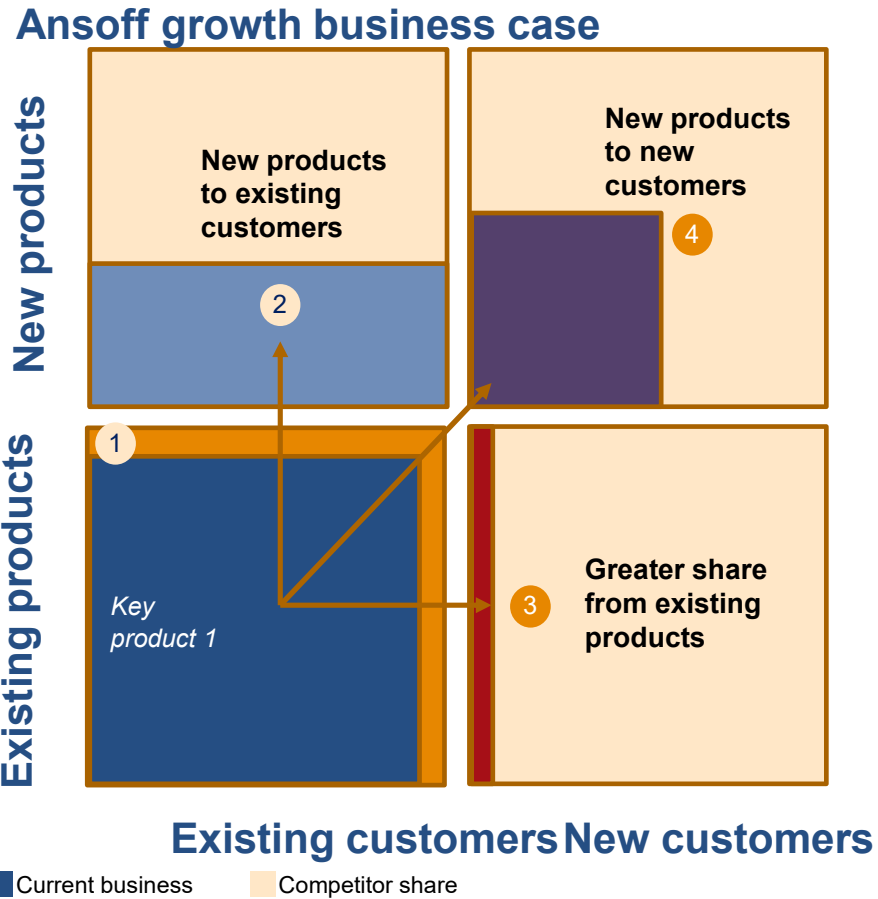 Ansoff growth business case
New products
New products
to existing
customers
2
New products
to new
customers
4
Existing products
1
Key
product 1
3
Greater share
from existing
products
Existing customers
New customers
Current business
Competitor share